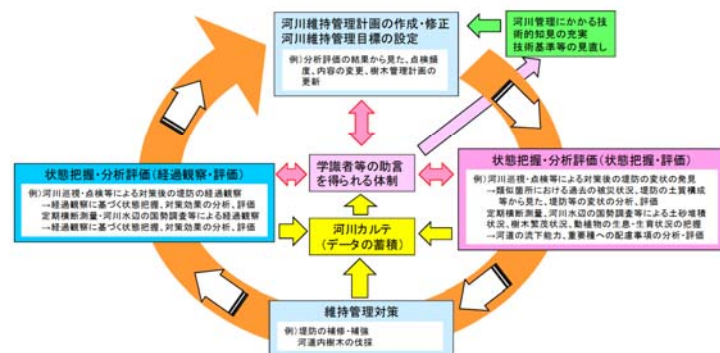 河川維持管理計画の作成・修正
河川維持管理目標の設定
例)分析評価の結果から見た、点検頻
度、内容の変更、樹木管理計画の
更新
河川管理にかかる技
術的知見の充実
技術基準等の見直し
状態把握・分析評価(経過観察・評価)
例)河川巡視・点検等による対策後の堤防の経過観察
→経過観察に基づく状態把握、対策効果の分析、評価
定期横断測量・河川水辺の国勢調査等による経過観察
→経過観察に基づく状態把握、対策効果の分析、評価
学識者等の助言
を得られる体制
状態把握・分析評価(状態把握・評価)
例)河川巡視・点検等による対策後の堤防の変状の発見
→類似箇所における過去の被災状況、堤防の土質構成
等から見た、堤防等の変状の分析、評価
定期横断測量、河川水辺の国勢調査等による土砂堆積
状況、樹木繁茂状況、動植物の生息・生育状況の把握
→河道の流下能力、重要種への配慮事項の分析・評価
河川カルテ
(データの蓄積)
維持管理対策
例)堤防の補修・補強
河道内樹木の伐採